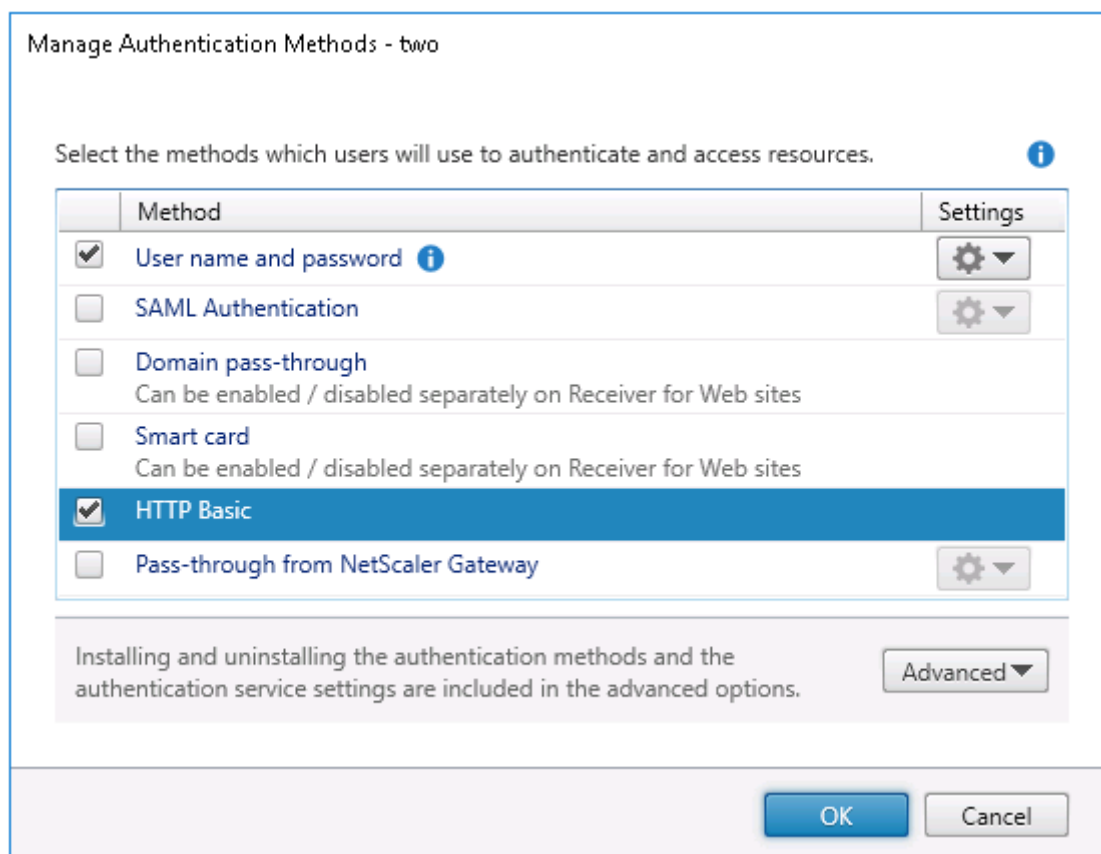 Manage Authentication Methods - two
Select the methods which users will use to authenticate and access resources.
Method Settings
User name and password
SAML Authentication
Domain pass-through
Can be enabled / disabled separately on Receiver for Web sites
Smart card
Can be enabled / disabled separately on Receiver for Web sites
HTTP Basic
Pass-through from NetScaler Gateway
Installing and uninstalling the authentication methods and the
authentication service settings are included in the advanced options.
Advanced
OK Cancel